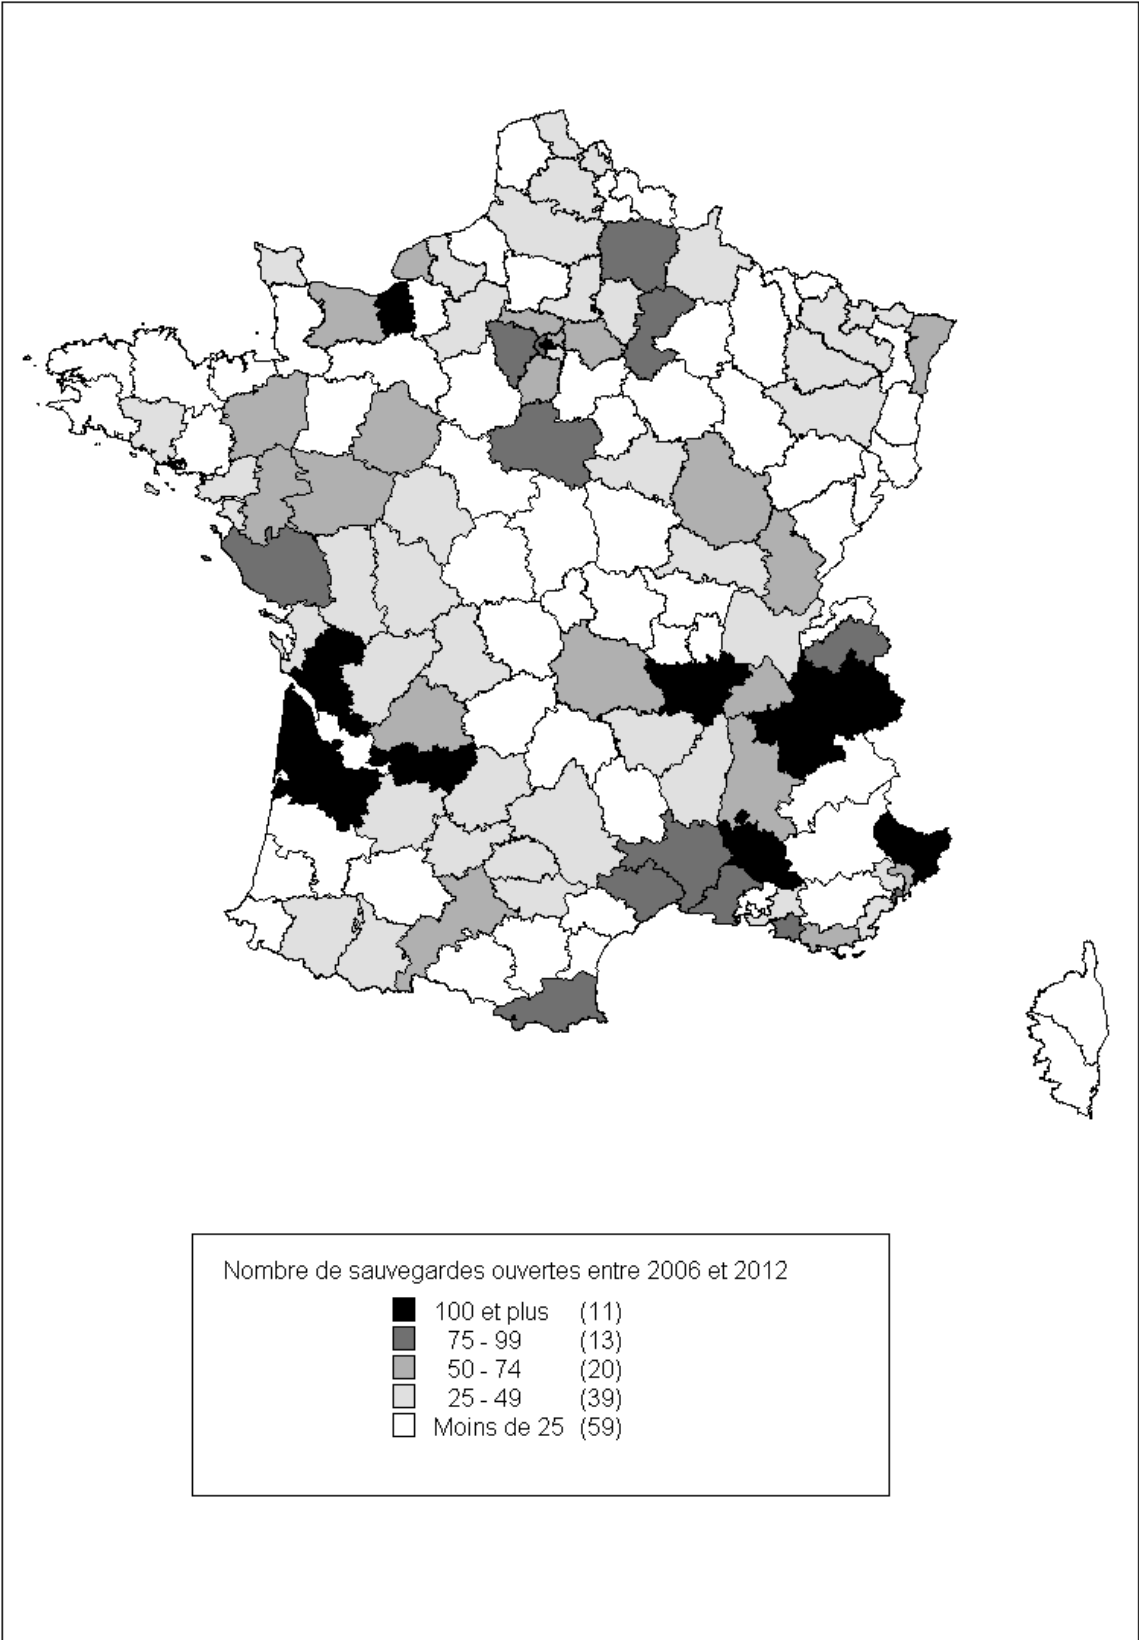 Nombre de sauvegardes ouvertes entre 2006 et 2012
100 et plus (11)
75 - 99 (13)
50 - 74 (20)
25 - 49 (39)
Moins de 25 (59)